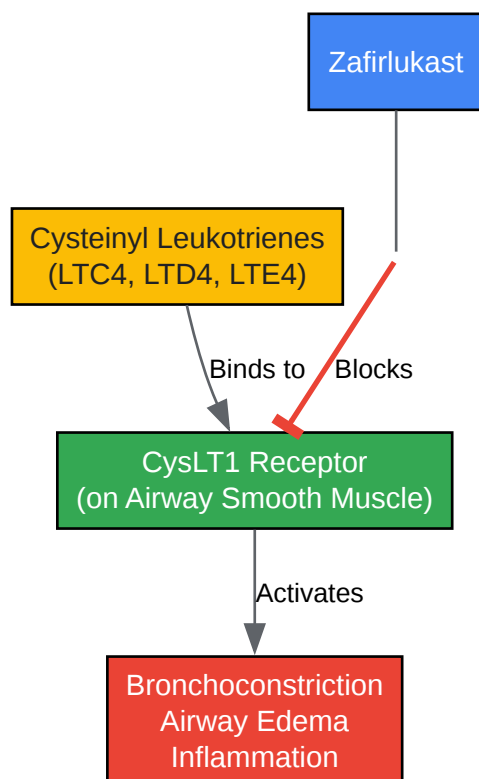 Zafirlukast
Cysteinyl Leukotrienes
(LTC4, LTD4, LTE4)
Binds to
Blocks
CysLT1 Receptor
(on Airway Smooth Muscle)
Activates
Bronchoconstriction
Airway Edema
Inflammation